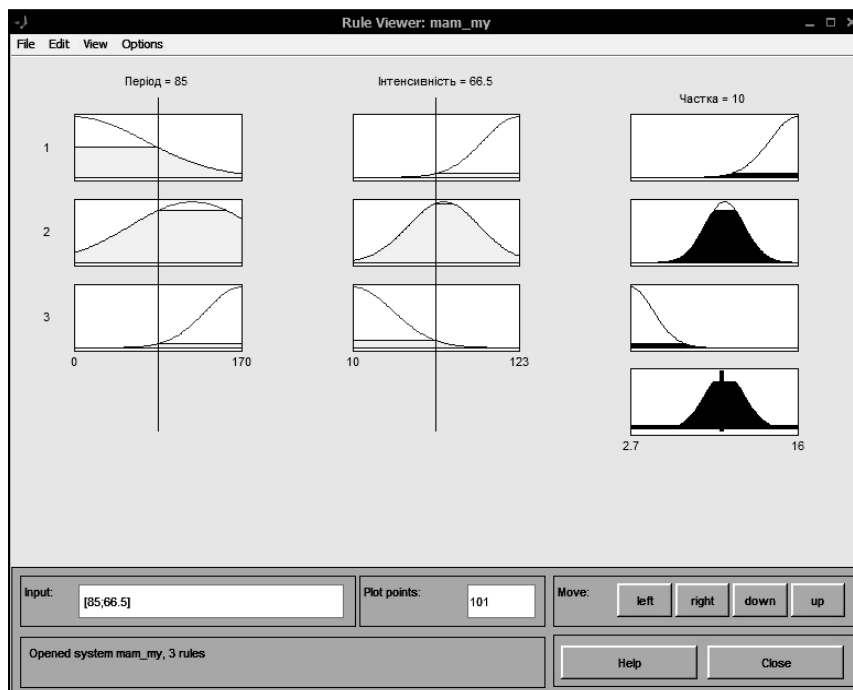 Rule Viewer: mam_my
File Edit View Options
Період = 85
Інтенсивність = 66.5
Частка = 10
1
2
3
0 170
10 123
2.7 16
Input: [85;66.5]
Plot points: 101
Move: left right down up
Opened system mam_my, 3 rules
Help Close